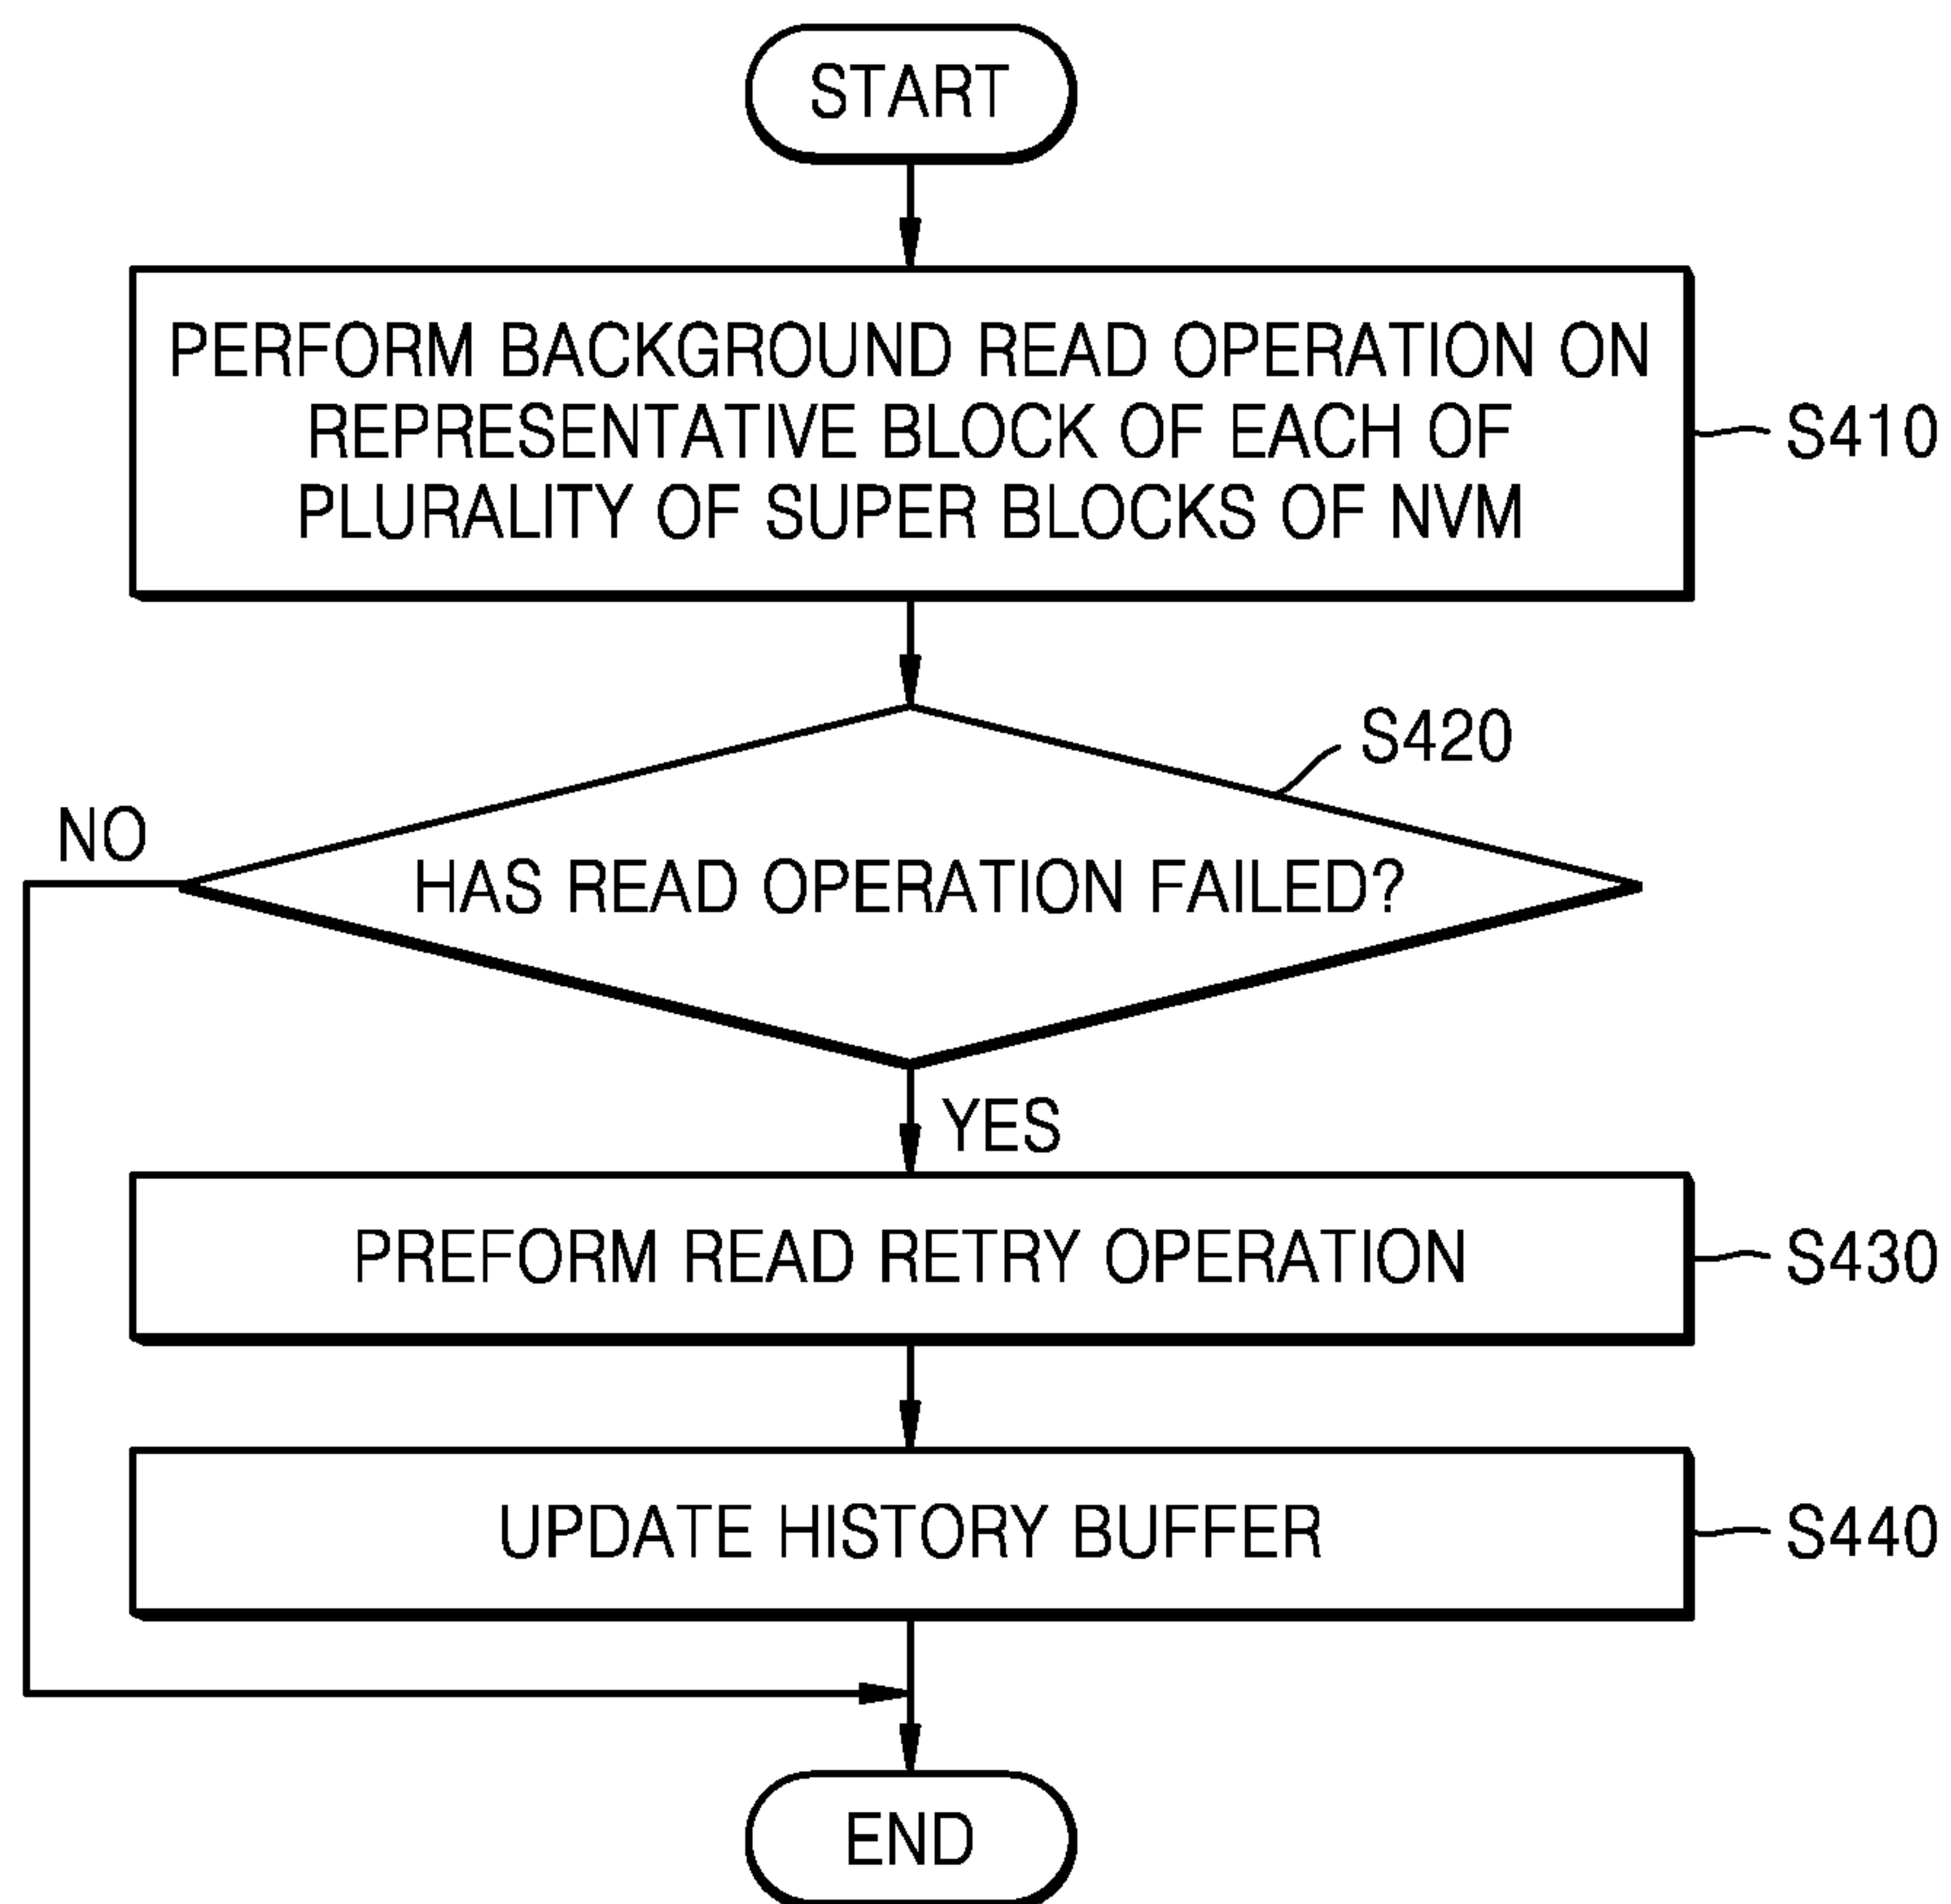 START
PERFORM BACKGROUND READ OPERATION ON
REPRESENTATIVE BLOCK OF EACH OF
PLURALITY OF SUPER BLOCKS OF NVM
S410
S420
NO
HAS READ OPERATION FAILED?
YES
PREFORM READ RETRY OPERATION
S430
UPDATE HISTORY BUFFER
S440
END